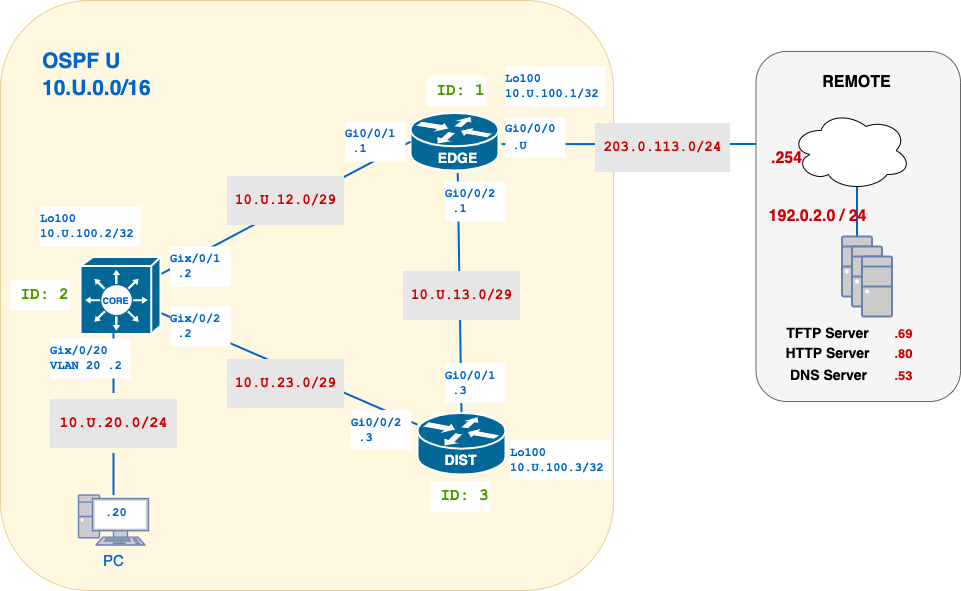 OSPF U
10.U.0.0/16
ID: 1
Lo100
10.U.100.1/32
Gi0/0/1
.1
EDGE
Gi0/0/0
.U
203.0.113.0/24
REMOTE
.254
192.0.2.0 / 24
TFTP Server .69
HTTP Server .80
DNS Server .53
10.U.12.0/29
Gi0/0/2
.1
Lo100
10.U.100.2/32
Gix/0/1
.2
ID: 2
CORE
Gix/0/2
.2
10.U.13.0/29
Gix/0/20
VLAN 20 .2
10.U.23.0/29
Gi0/0/1
.3
10.U.20.0/24
Gi0/0/2
.3
DIST
Lo100
10.U.100.3/32
ID: 3
.20
PC